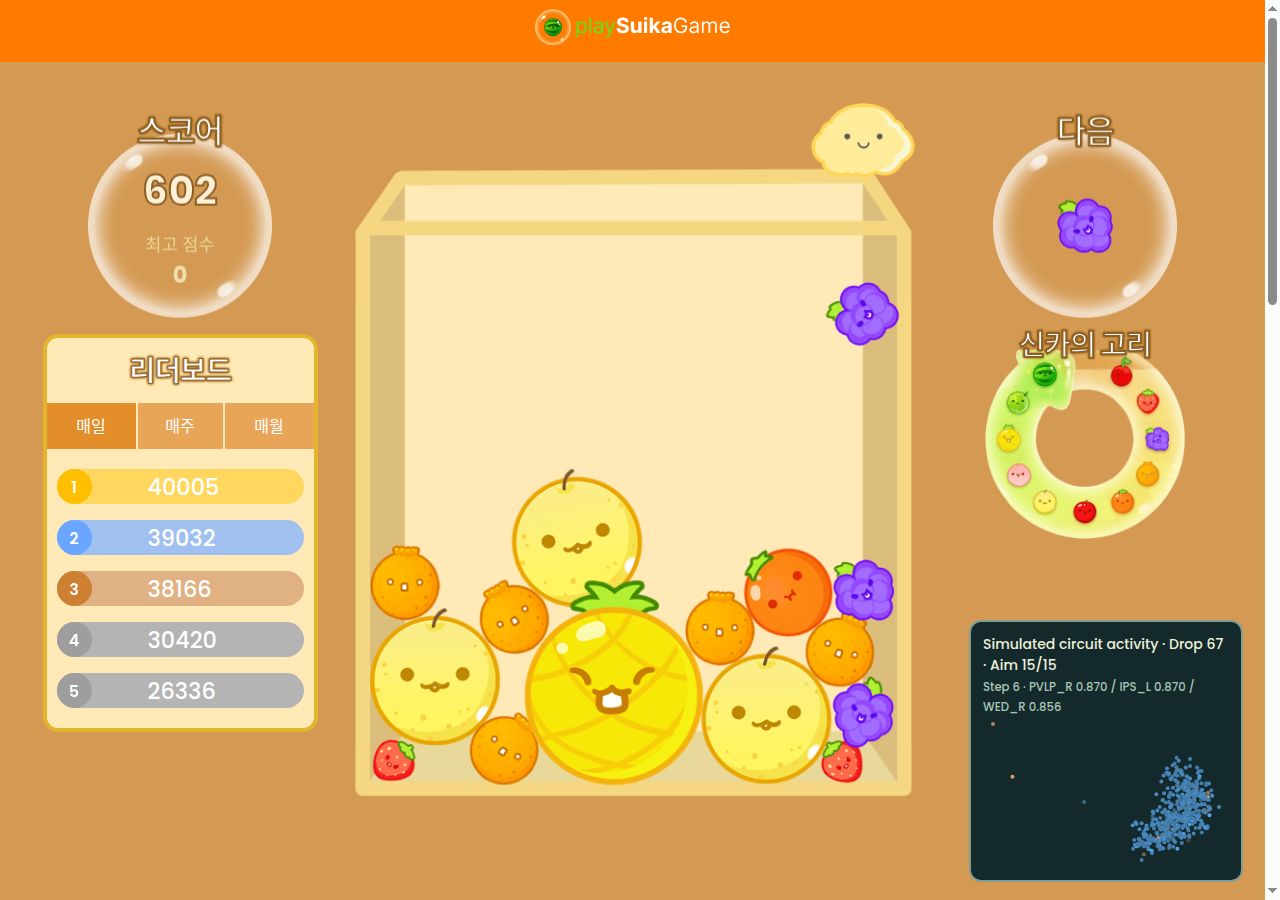 playSuikaGame
스코어
602
최고 점수
0
다음
리더보드
매일 매주 매월
1 40005
2 39032
3 38166
4 30420
5 26336
신카의 고리
Simulated circuit activity · Drop 67
· Aim 15/15
Step 6 · PVLP_R 0.870 / IPS_L 0.870 /
WED_R 0.856